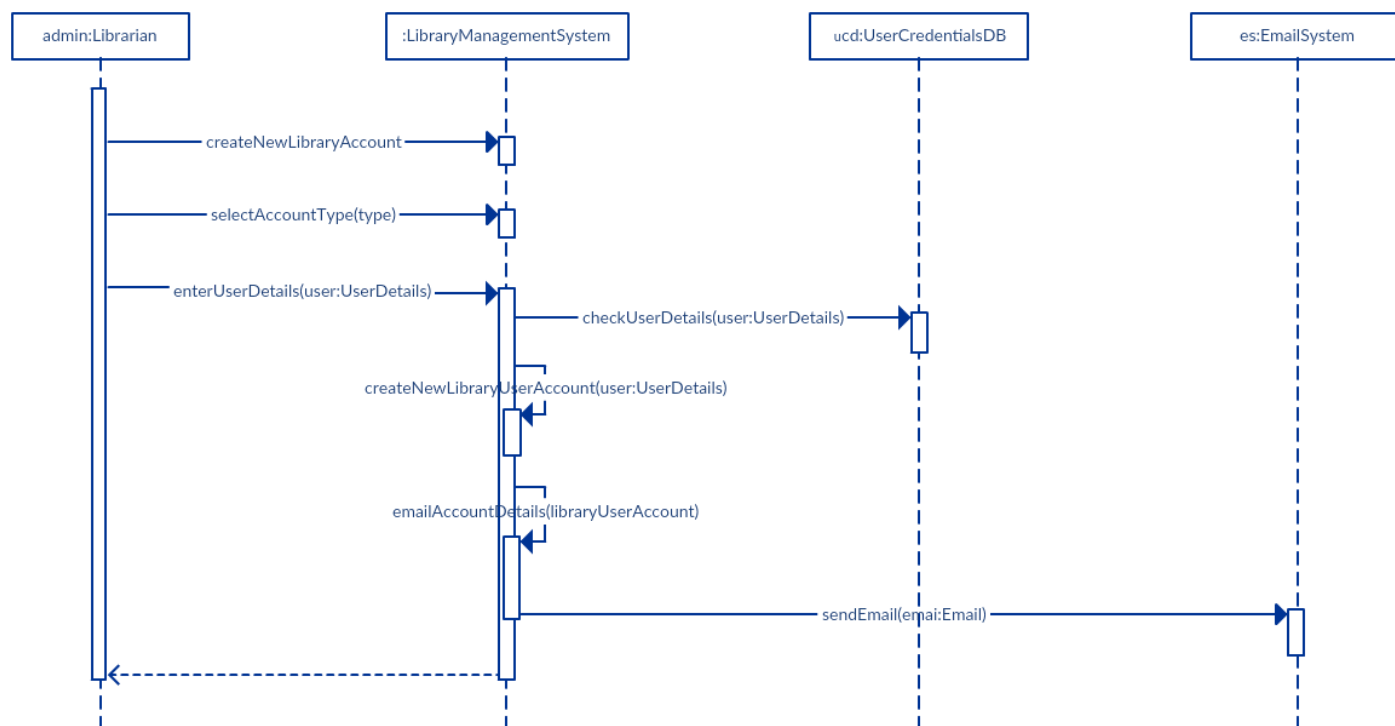 admin:Librarian
:LibraryManagementSystem
ucd:UserCredentialsDB
es:EmailSystem
createNewLibraryAccount
selectAccountType(type)
enterUserDetails(user:UserDetails)
checkUserDetails(user:UserDetails)
createNewLibraryUserAccount(user:UserDetails)
emailAccountDetails(libraryUserAccount)
sendEmail(emai:Email)